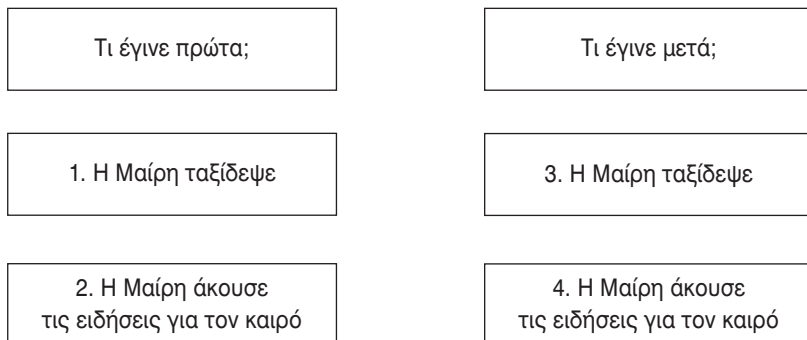 Τι έγινε πρώτα;
Τι έγινε μετά;
1. Η Μαίρη ταξίδεψε
3. Η Μαίρη ταξίδεψε
2. Η Μαίρη άκουσε
τις ειδήσεις για τον καιρό
4. Η Μαίρη άκουσε
τις ειδήσεις για τον καιρό